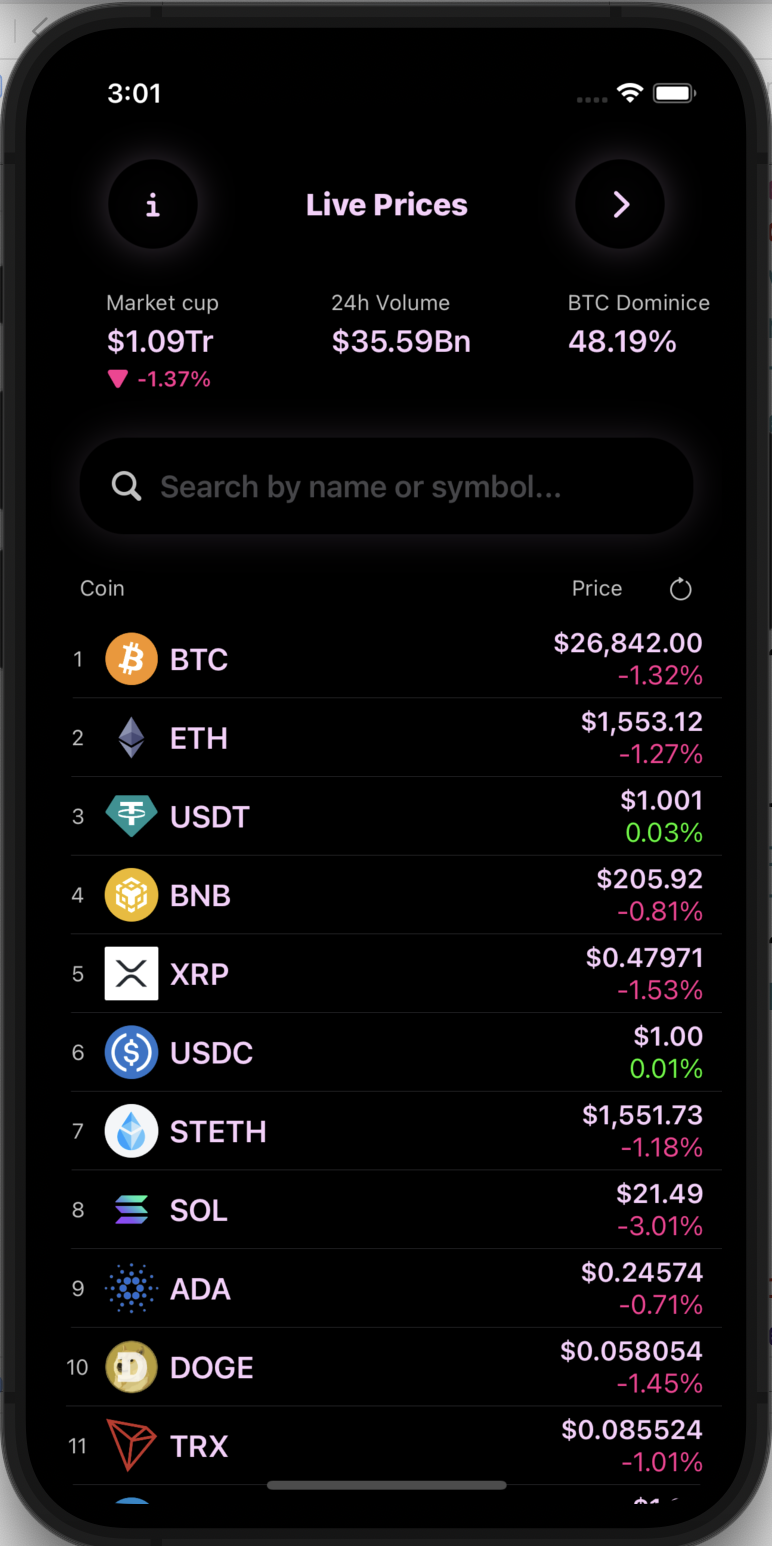 3:01
i
Live Prices
Market cup 24h Volume BTC Dominice
$1.09Tr $35.59Bn 48.19%
-1.37%
Search by name or symbol...
Coin Price
1 BTC $26,842.00
-1.32%
2 ETH $1,553.12
-1.27%
3 USDT $1.001
0.03%
4 BNB $205.92
-0.81%
5 XRP $0.47971
-1.53%
6 USDC $1.00
0.01%
7 STETH $1,551.73
-1.18%
8 SOL $21.49
-3.01%
9 ADA $0.24574
-0.71%
10 DOGE $0.058054
-1.45%
11 TRX $0.085524
-1.01%